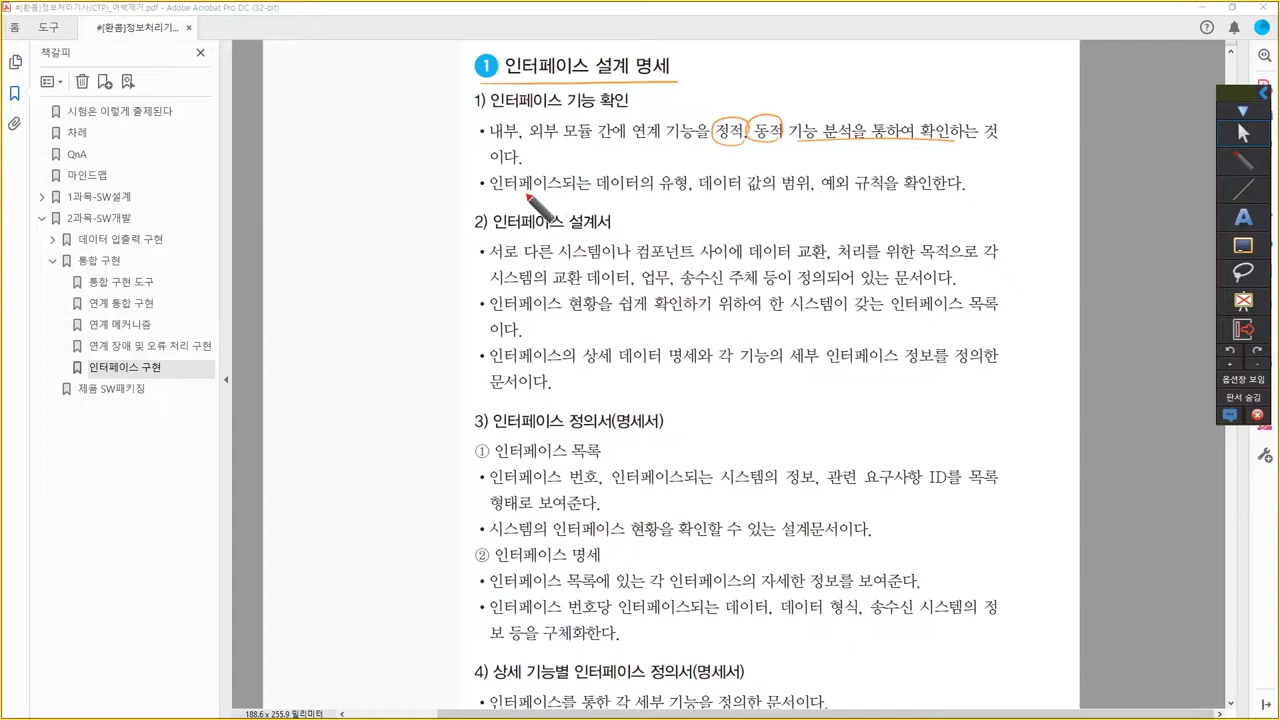 #[환콤]정보처리기사(CTP)_여백제거.pdf - Adobe Acrobat Pro DC (32-bit)
홈 도구 #[환콤]정보처리기... ×
책갈피
시험은 이렇게 출제된다
차례
QnA
마인드맵
1과목-SW설계
2과목-SW개발
데이터 입출력 구현
통합 구현
통합 구현 도구
연계 통합 구현
연계 메커니즘
연계 장애 및 오류 처리 구현
인터페이스 구현
제품 SW패키징
1 인터페이스 설계 명세
1) 인터페이스 기능 확인
• 내부, 외부 모듈 간에 연계 기능을 정적, 동적 기능 분석을 통하여 확인하는 것
이다.
• 인터페이스되는 데이터의 유형, 데이터 값의 범위, 예외 규칙을 확인한다.
2) 인터페이스 설계서
• 서로 다른 시스템이나 컴포넌트 사이에 데이터 교환, 처리를 위한 목적으로 각
시스템의 교환 데이터, 업무, 송수신 주체 등이 정의되어 있는 문서이다.
• 인터페이스 현황을 쉽게 확인하기 위하여 한 시스템이 갖는 인터페이스 목록
이다.
• 인터페이스의 상세 데이터 명세와 각 기능의 세부 인터페이스 정보를 정의한
문서이다.
3) 인터페이스 정의서(명세서)
① 인터페이스 목록
• 인터페이스 번호, 인터페이스되는 시스템의 정보, 관련 요구사항 ID를 목록
형태로 보여준다.
• 시스템의 인터페이스 현황을 확인할 수 있는 설계문서이다.
② 인터페이스 명세
• 인터페이스 목록에 있는 각 인터페이스의 자세한 정보를 보여준다.
• 인터페이스 번호당 인터페이스되는 데이터, 데이터 형식, 송수신 시스템의 정
보 등을 구체화한다.
4) 상세 기능별 인터페이스 정의서(명세서)
• 인터페이스를 통한 각 세부 기능을 정의한 문서이다.
188.6 x 255.9 밀리미터
A
+ -
옵션창 보임
판서 숨김